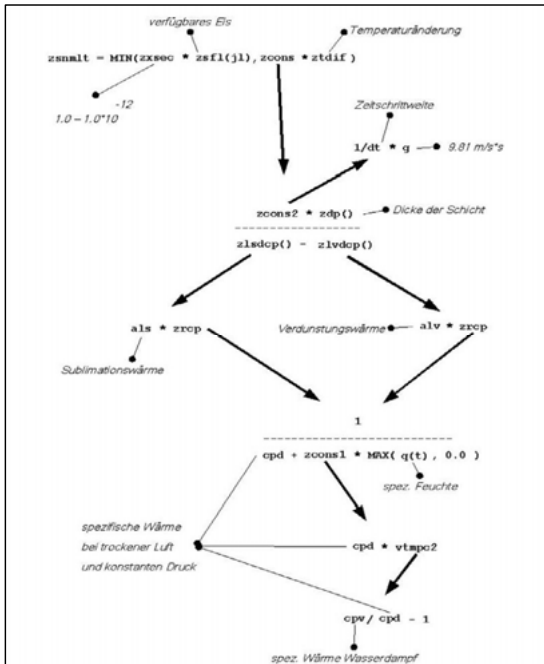 verfügbares Eis
Temperaturänderung
zsnmlt = MIN(zxsec * zsfl(jl),zcons *ztdif)
-12
1.0 – 1.0*10
Zeitschrittweite
1/dt * g
9.81 m/s*s
zcons2 * zdp()
Dicke der Schicht
zlsdcp() - zlvdcp()
als * zrcp
Verdunstungswärme
alv * zrcp
Sublimationswärme
1
cpd + zcons1 * MAX( q(t) , 0.0 )
spez. Feuchte
spezifische Wärme
bei trockener Luft
und konstanten Druck
cpd * vtmpc2
cpv/ cpd - 1
spez. Wärme Wasserdampf